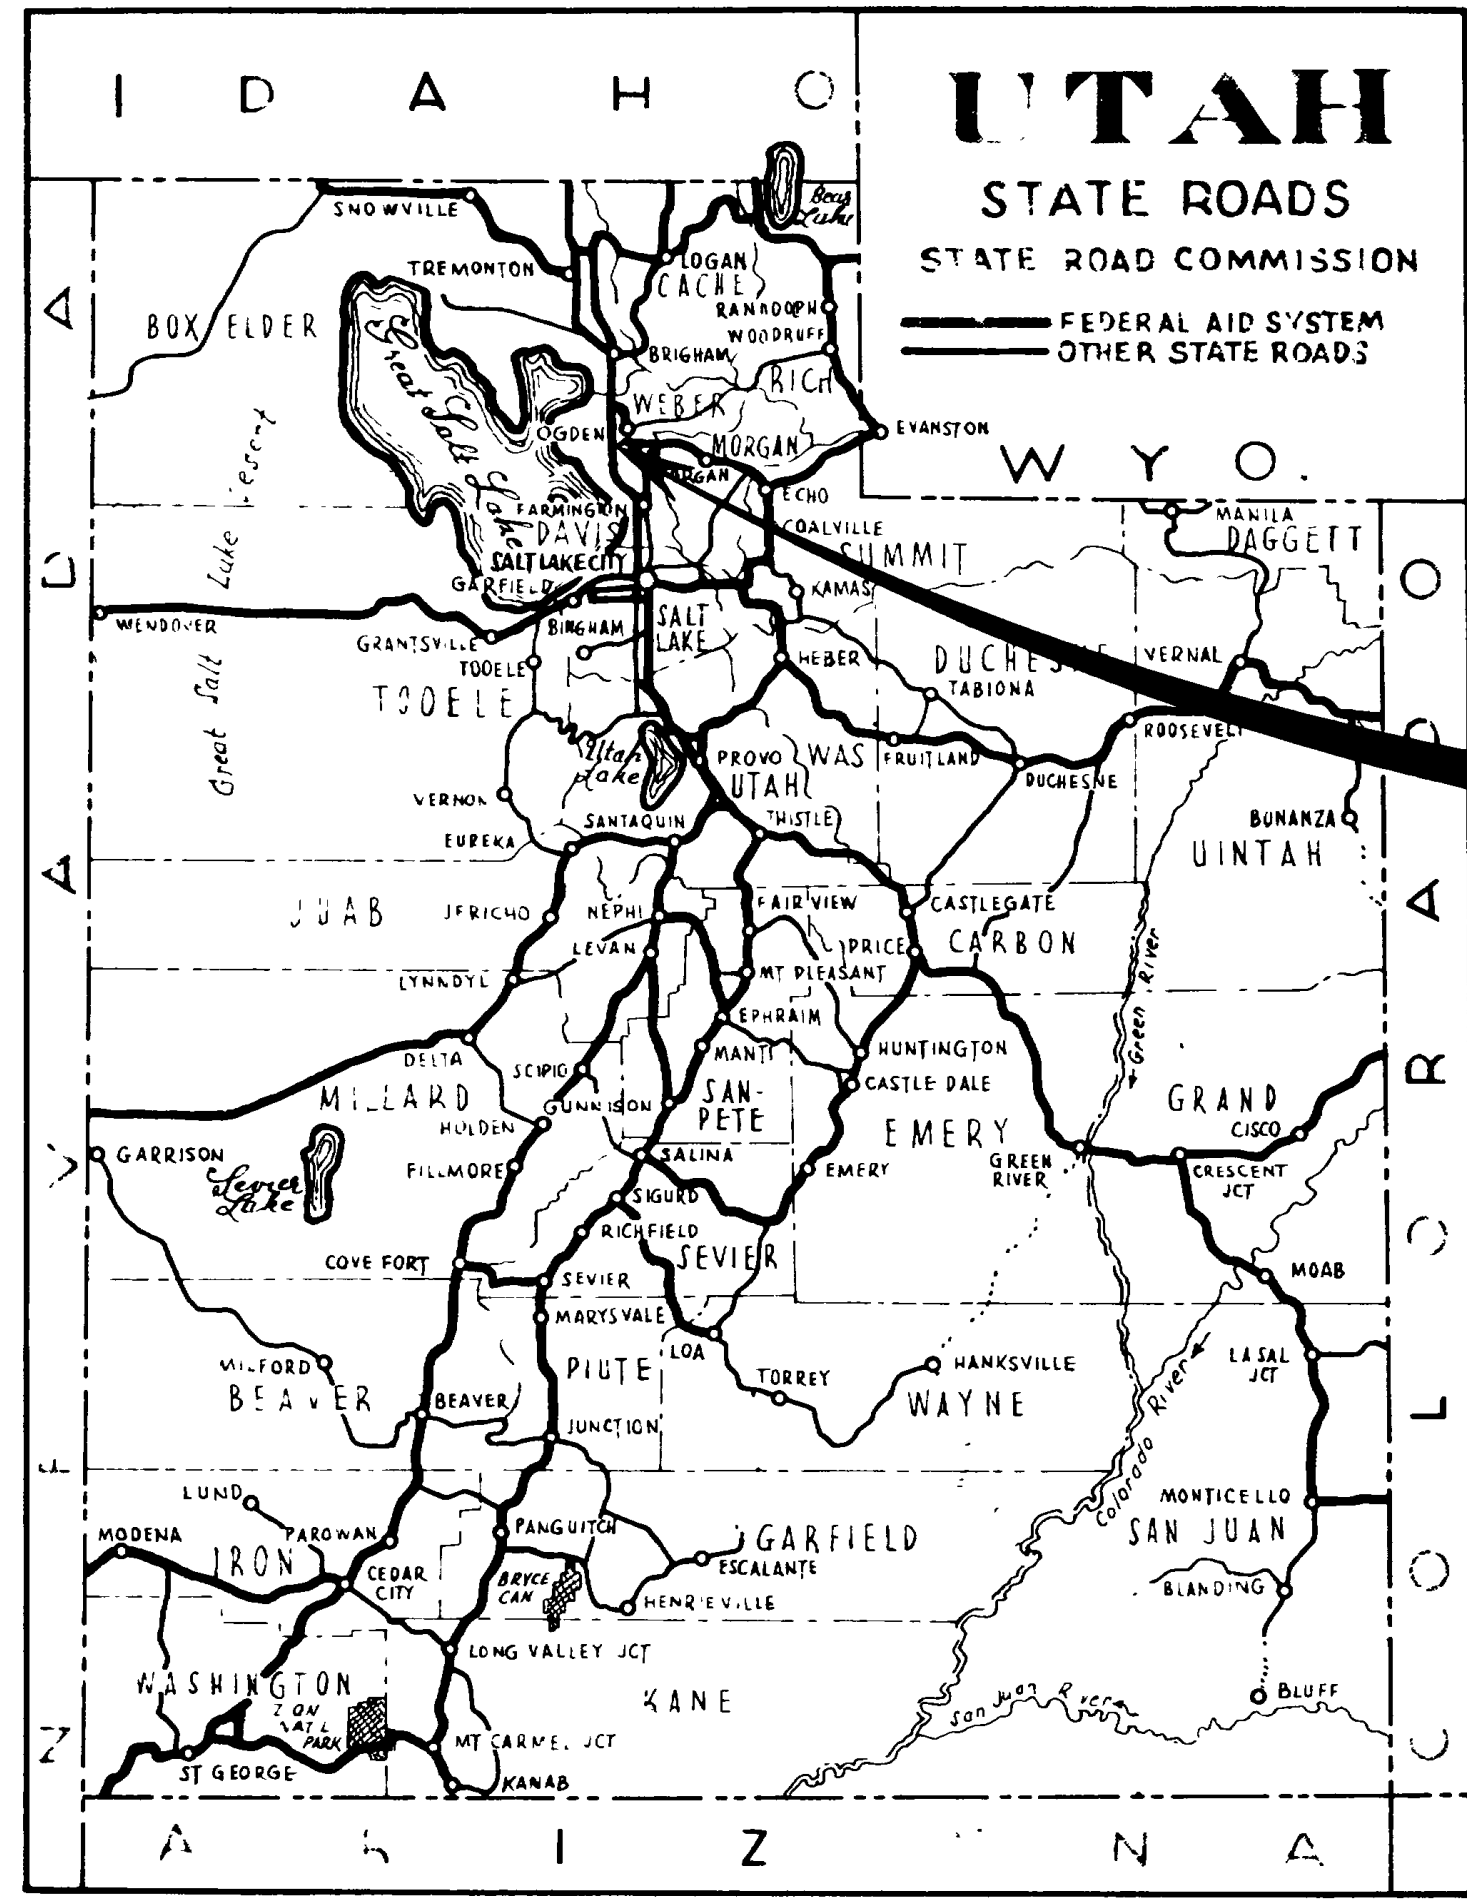 IDAHO
UTAH
STATE ROADS
STATE ROAD COMMISSION
FEDERAL AID SYSTEM
OTHER STATE ROADS
Bear
Lake
SNOWVILLE
TREMONTON
LOGAN
CACHE
RANDOLPH
WOODRUFF
BOX ELDER
Great Salt Lake
BRIGHAM
RICH
WEBER
OGDEN
MORGAN
EVANSTON
WYO.
ECHO
FARMINGTON
DAVIS
COALVILLE
SUMMIT
MANILA
DAGGETT
SALT LAKE CITY
GARFIELD
KAMAS
WENDOVER
BINGHAM
SALT
LAKE
GRANTSVILLE
TOOELE
TOOELE
HEBER
DUCHESNE
VERNAL
TABIONA
Great Salt Lake Desert
Utah
Lake
PROVO
UTAH
WAS
FRUITLAND
ROOSEVELT
DUCHESNE
VERNON
SANTAQUIN
THISTLE
EUREKA
BONANZA
UINTAH
JUAB
JERICHO
NEPHI
FAIRVIEW
CASTLEGATE
CARBON
LEVAN
PRICE
LYNNDYL
MT PLEASANT
Green River
EPHRAIM
DELTA
MANTI
HUNTINGTON
SCIPIO
CASTLE DALE
MILLARD
GUNNISON
SAN-
PETE
GRAND
HOLDEN
EMERY
CISCO
GARRISON
FILLMORE
SALINA
EMERY
GREEN
RIVER
CRESCENT
JCT
Sevier
Lake
SIGURD
RICHFIELD
SEVIER
COVE FORT
SEVIER
MOAB
MARYSVALE
LOA
MILFORD
PIUTE
HANKSVILLE
LA SAL
JCT
BEAVER
BEAVER
TORREY
WAYNE
JUNCTION
Colorado River
LUND
MONTICELLO
MODENA
PAROWAN
PANGUITCH
GARFIELD
SAN JUAN
IRON
CEDAR
CITY
BRYCE
CAN
ESCALANTE
BLANDING
HENRIEVILLE
LONG VALLEY JCT
WASHINGTON
ZION
NAT'L
PARK
KANE
San Juan River
BLUFF
MT CARMEL JCT
ST GEORGE
KANAB
NEVADA
COLORADO
ARIZONA